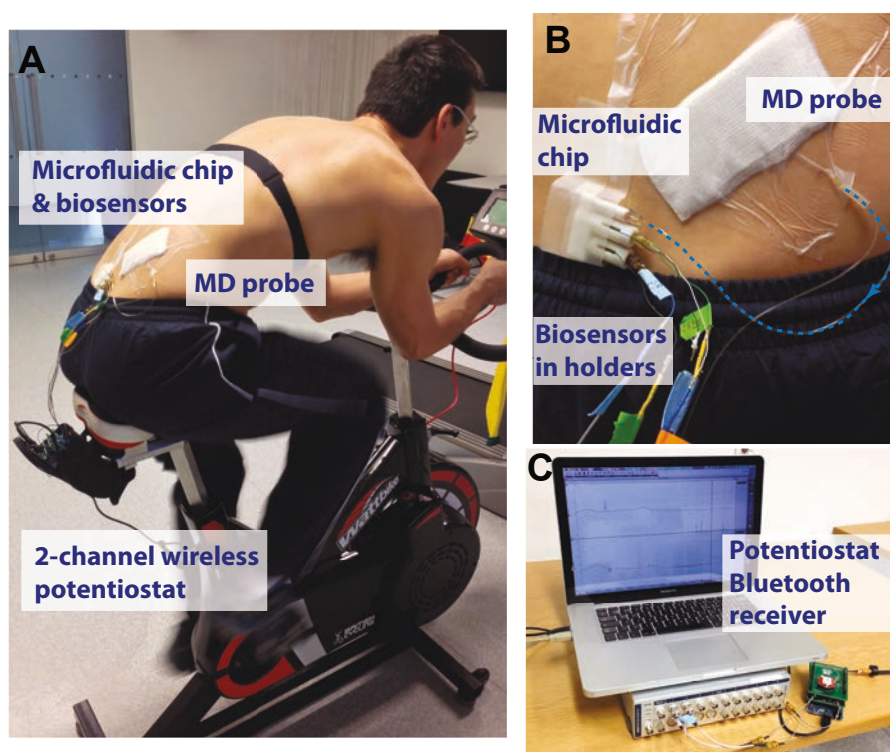 A
Microfluidic chip
& biosensors
MD probe
2-channel wireless
potentiostat
Wattbike
B
MD probe
Microfluidic
chip
Biosensors
in holders
C
Potentiostat
Bluetooth
receiver